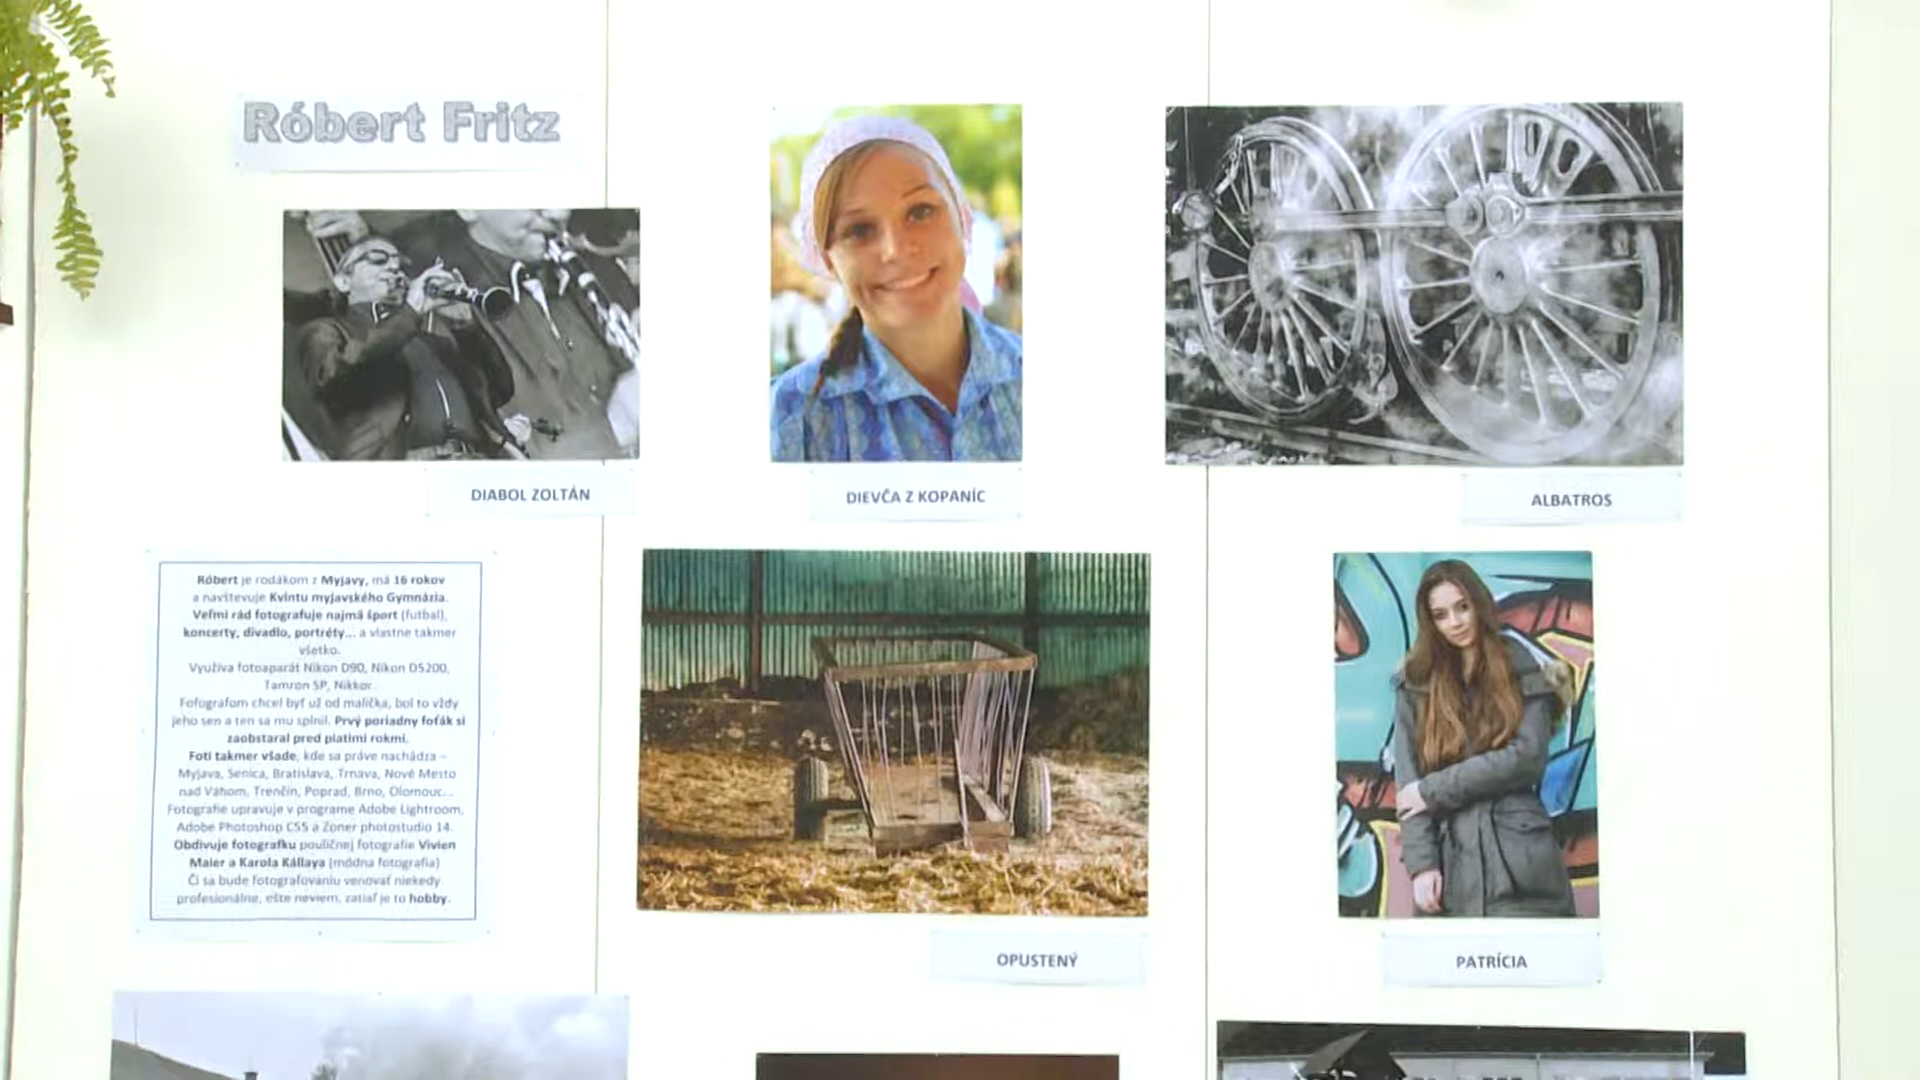 Róbert Fritz
DIABOL ZOLTÁN
DIEVČA Z KOPANÍC
ALBATROS
Róbert je rodákom z Myjavy, má 16 rokov
a navštevuje Kvintu myjavského Gymnázia.
Veľmi rád fotografuje najmä šport (futbal),
koncerty, divadlo, portréty... a vlastne takmer
všetko.
Využíva fotoaparát Nikon D90, Nikon D5200,
Tamron SP, Nikkor.
Fofografom chcel byť už od malička, bol to vždy
jeho sen a ten sa mu splnil. Prvý poriadny foťák si
zaobstaral pred piatimi rokmi.
Fotí takmer všade, kde sa práve nachádza –
Myjava, Senica, Bratislava, Trnava, Nové Mesto
nad Váhom, Trenčín, Poprad, Brno, Olomouc...
Fotografie upravuje v programe Adobe Lightroom,
Adobe Photoshop CS5 a Zoner photostudio 14.
Obdivuje fotografku pouličnej fotografie Vivien
Maier a Karola Kállaya (módna fotografia)
Či sa bude fotografovaniu venovať niekedy
profesionálne, ešte neviem, zatiaľ je to hobby.
OPUSTENÝ
PATRÍCIA